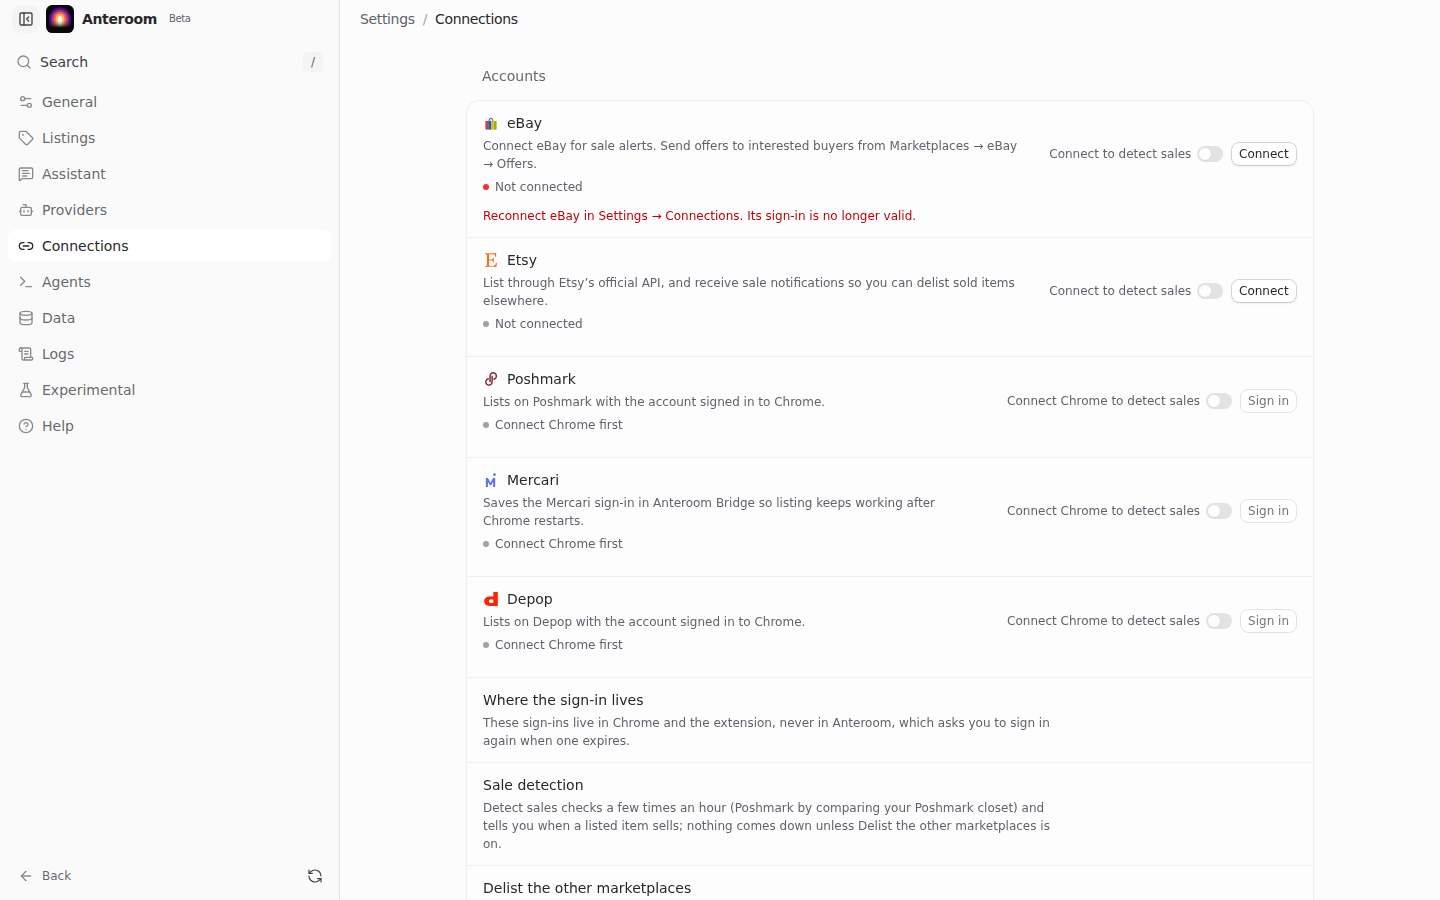 Anteroom Beta
Settings / Connections
Search /
General
Listings
Assistant
Providers
Connections
Agents
Data
Logs
Experimental
Help
Back
Accounts
eBay
Connect eBay for sale alerts. Send offers to interested buyers from Marketplaces → eBay
→ Offers.
Not connected
Connect to detect sales Connect
Reconnect eBay in Settings → Connections. Its sign-in is no longer valid.
Etsy
List through Etsy’s official API, and receive sale notifications so you can delist sold items
elsewhere.
Not connected
Connect to detect sales Connect
Poshmark
Lists on Poshmark with the account signed in to Chrome.
Connect Chrome first
Connect Chrome to detect sales Sign in
Mercari
Saves the Mercari sign-in in Anteroom Bridge so listing keeps working after
Chrome restarts.
Connect Chrome first
Connect Chrome to detect sales Sign in
Depop
Lists on Depop with the account signed in to Chrome.
Connect Chrome first
Connect Chrome to detect sales Sign in
Where the sign-in lives
These sign-ins live in Chrome and the extension, never in Anteroom, which asks you to sign in
again when one expires.
Sale detection
Detect sales checks a few times an hour (Poshmark by comparing your Poshmark closet) and
tells you when a listed item sells; nothing comes down unless Delist the other marketplaces is
on.
Delist the other marketplaces